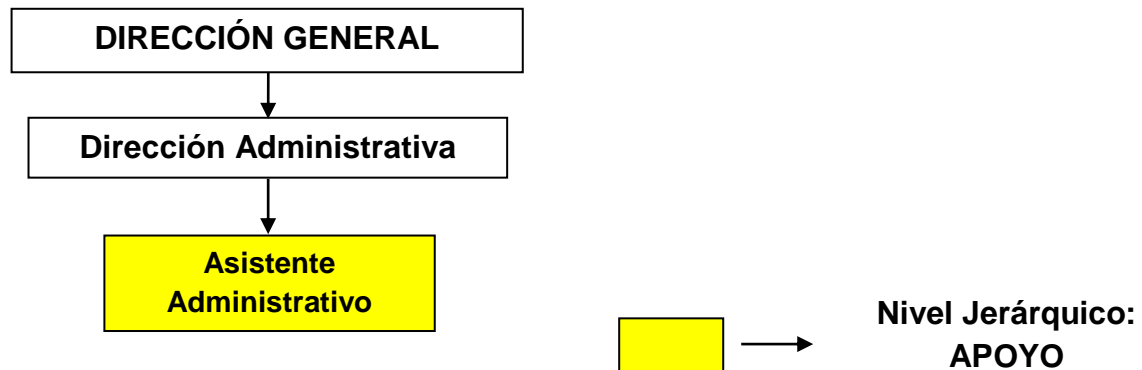 DIRECCIÓN GENERAL
Dirección Administrativa
Asistente
Administrativo
Nivel Jerárquico:
APOYO